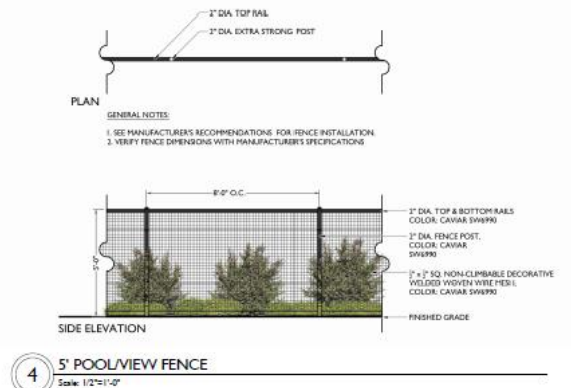 2" DIA. TOP RAIL
2" DIA. EXTRA STRONG POST
PLAN
GENERAL NOTES:
1. SEE MANUFACTURER'S RECOMMENDATIONS FOR FENCE INSTALLATION.
2. VERIFY FENCE DIMENSIONS WITH MANUFACTURER'S SPECIFICATIONS
8'-0" O.C.
2" DIA. TOP & BOTTOM RAILS
COLOR: CAVIAR SW6990
2" DIA. FENCE POST,
COLOR: CAVIAR
SW6990
5'-0"
SQ. NON-CLIMBABLE DECORATIVE
WELDED WOVEN WIRE MESH,
COLOR: CAVIAR SW6990
FINISHED GRADE
SIDE ELEVATION
4
5' POOL/VIEW FENCE
Scale: 1/2"=1'-0"